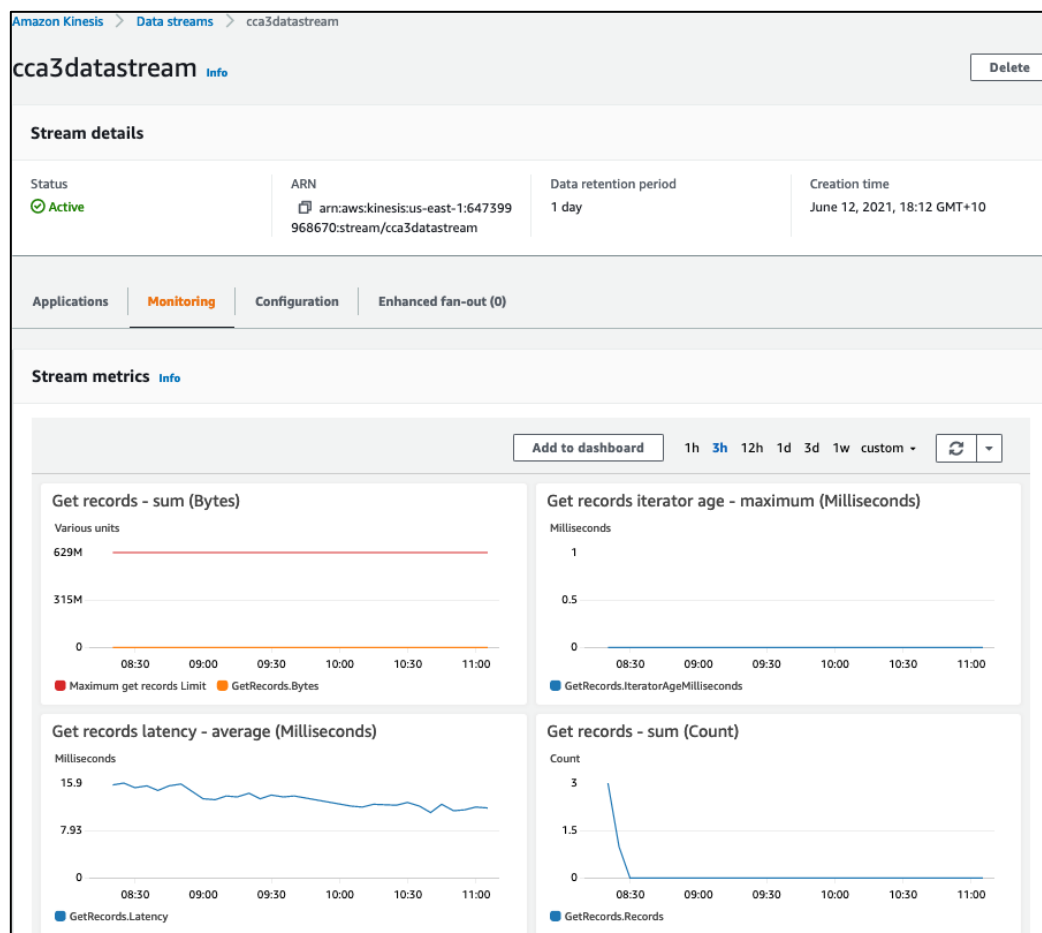 Amazon Kinesis > Data streams > cca3datastream
cca3datastream Info
Delete
Stream details
Status
Active
ARN
arn:aws:kinesis:us-east-1:647399
968670:stream/cca3datastream
Data retention period
1 day
Creation time
June 12, 2021, 18:12 GMT+10
Applications Monitoring Configuration Enhanced fan-out (0)
Stream metrics Info
Add to dashboard 1h 3h 12h 1d 3d 1w custom
Get records - sum (Bytes)
Various units
629M
315M
0
08:30 09:00 09:30 10:00 10:30 11:00
Maximum get records Limit GetRecords.Bytes
Get records iterator age - maximum (Milliseconds)
Milliseconds
1
0.5
0
08:30 09:00 09:30 10:00 10:30 11:00
GetRecords.IteratorAgeMilliseconds
Get records latency - average (Milliseconds)
Milliseconds
15.9
7.93
0
08:30 09:00 09:30 10:00 10:30 11:00
GetRecords.Latency
Get records - sum (Count)
Count
3
1.5
0
08:30 09:00 09:30 10:00 10:30 11:00
GetRecords.Records